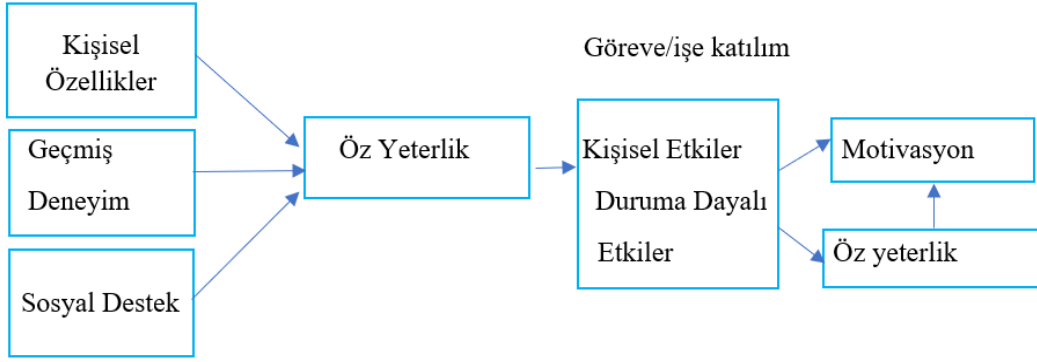 Kişisel
Özellikler
Geçmiş
Deneyim
Sosyal Destek
Öz Yeterlik
Göreve/işe katılım
Kişisel Etkiler
Duruma Dayalı
Etkiler
Motivasyon
Öz yeterlik